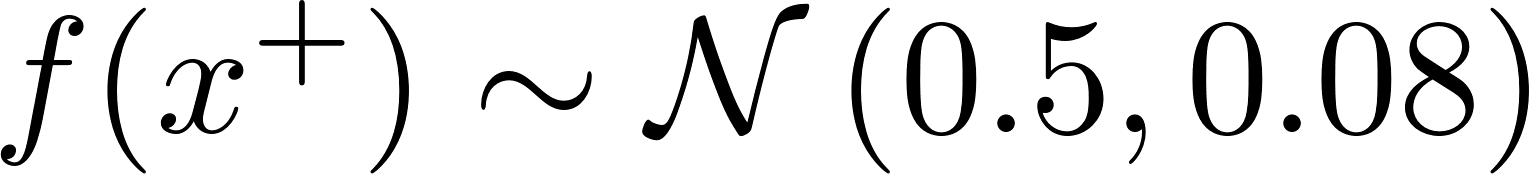 f(x⁺) ∼ 𝒩(0.5, 0.08)